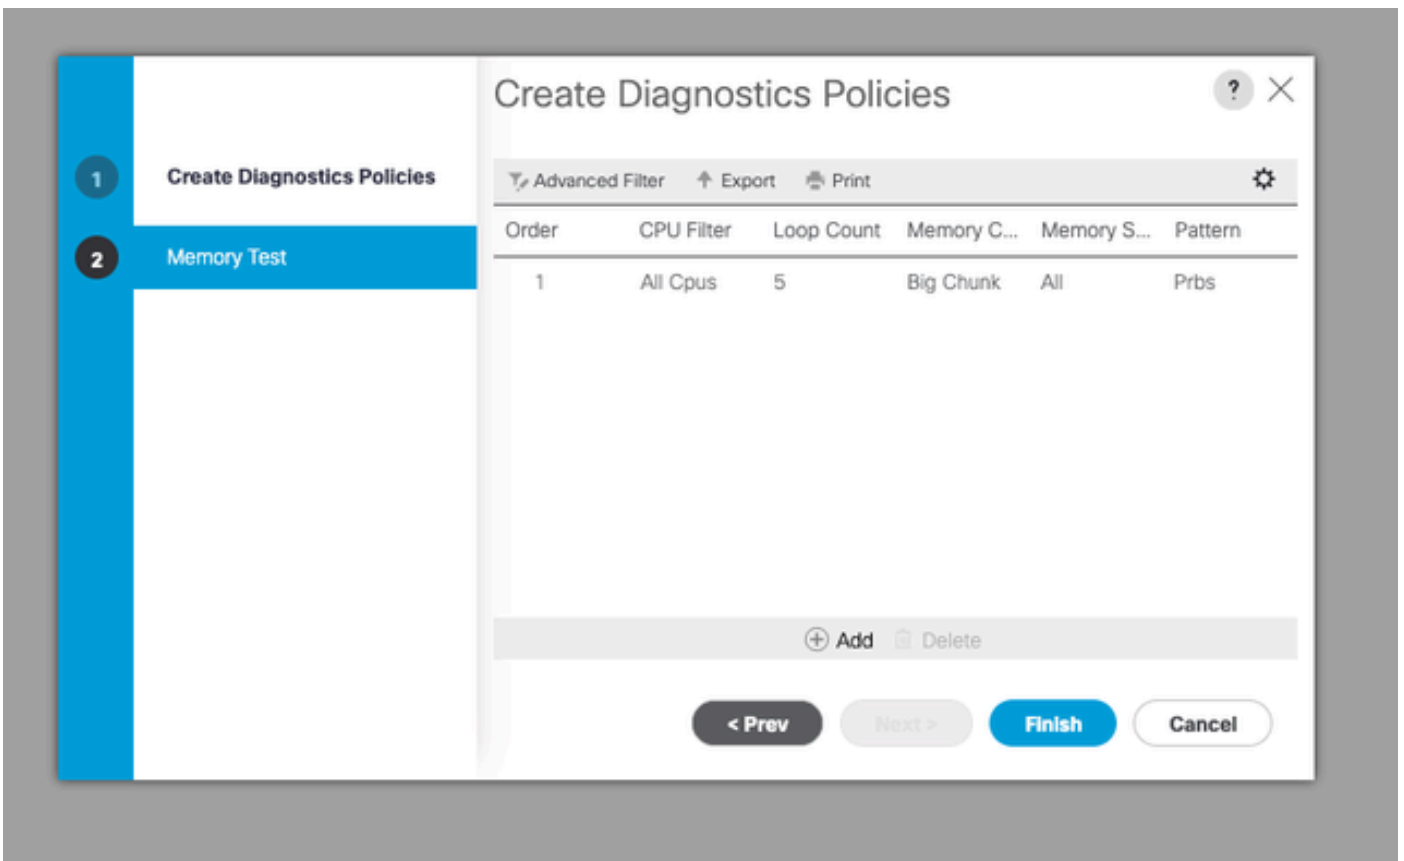 Create Diagnostics Policies
?
1 Create Diagnostics Policies
2 Memory Test
Advanced Filter Export Print
Order CPU Filter Loop Count Memory C... Memory S... Pattern
1 All Cpus 5 Big Chunk All Prbs
Add Delete
< Prev Next > Finish Cancel